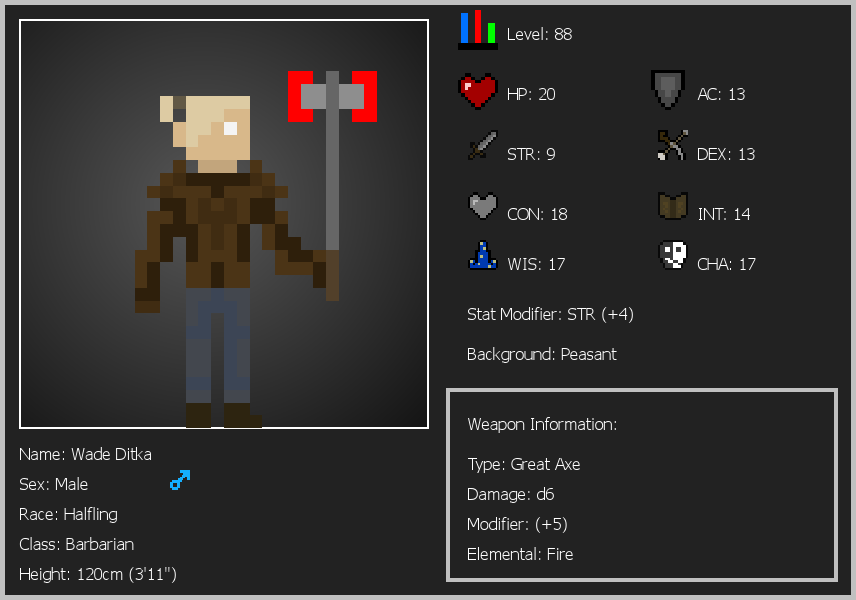 Level: 88
HP: 20
AC: 13
STR: 9
DEX: 13
CON: 18
INT: 14
WIS: 17
CHA: 17
Stat Modifier: STR (+4)
Background: Peasant
Weapon Information:
Type: Great Axe
Damage: d6
Modifier: (+5)
Elemental: Fire
Name: Wade Ditka
Sex: Male
Race: Halfling
Class: Barbarian
Height: 120cm (3'11")